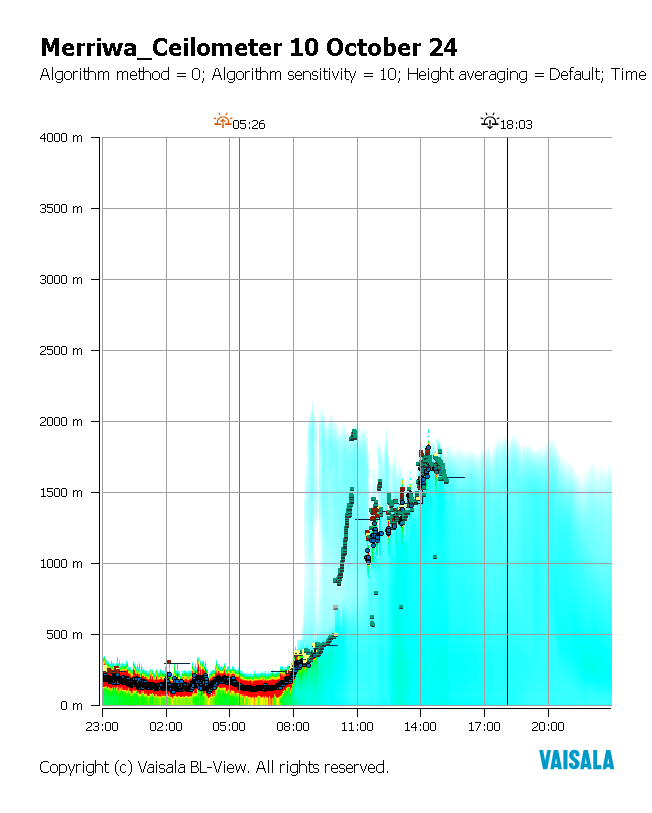 Merriwa_Ceilometer 10 October 24
Algorithm method = 0; Algorithm sensitivity = 10; Height averaging = Default; Time
05:26
18:03
4000 m
3500 m
3000 m
2500 m
2000 m
1500 m
1000 m
500 m
0 m
23:00 02:00 05:00 08:00 11:00 14:00 17:00 20:00
Copyright (c) Vaisala BL-View. All rights reserved.
VAISALA